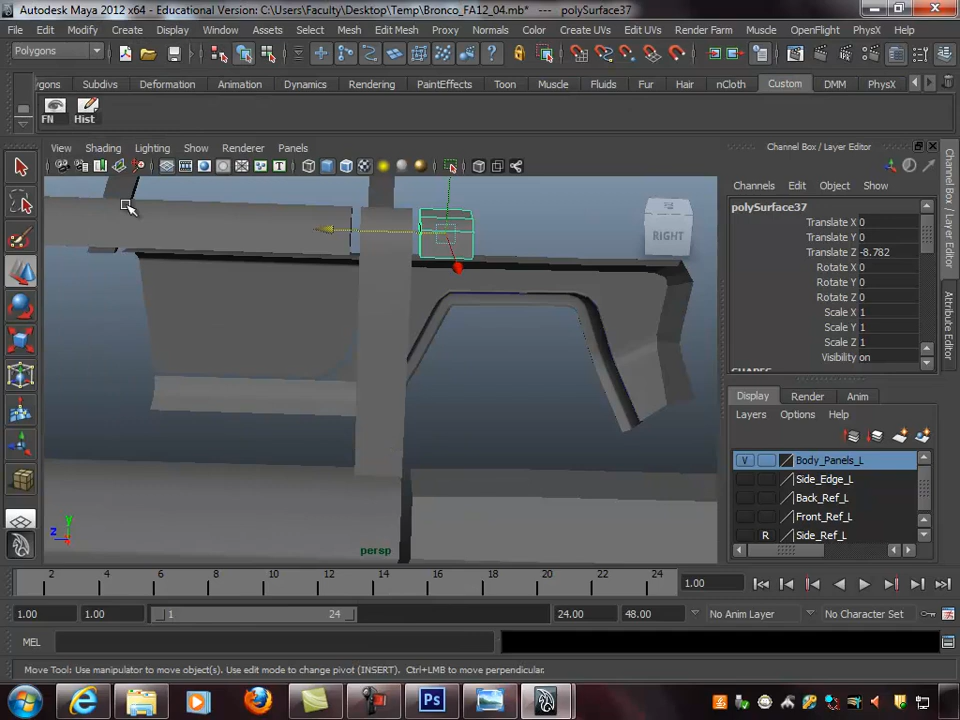 Autodesk Maya 2012 x64 - Educational Version: C:\Users\Faculty\Desktop\Temp\Bronco_FA12_04.mb* --- polySurface37
File Edit Modify Create Display Window Assets Select Mesh Edit Mesh Proxy Normals Color Create UVs Edit UVs Render Farm Muscle OpenFlight PhysX Help
Polygons
ygons Subdivs Deformation Animation Dynamics Rendering PaintEffects Toon Muscle Fluids Fur Hair nCloth Custom DMM PhysX
FN Hist
View Shading Lighting Show Renderer Panels
Channel Box / Layer Editor
Channels Edit Object Show
polySurface37
Translate X 0
Translate Y 0
Translate Z -8.782
Rotate X 0
Rotate Y 0
Rotate Z 0
Scale X 1
Scale Y 1
Scale Z 1
Visibility on
RIGHT
Channel Box / Layer Editor
Attribute Editor
Display Render Anim
Layers Options Help
V Body_Panels_L
Side_Edge_L
Back_Ref_L
Front_Ref_L
R Side_Ref_L
y
z
persp
2 4 6 8 10 12 14 16 18 20 22 24 1.00
1.00 1.00 1 24 24.00 48.00 No Anim Layer No Character Set
MEL
Move Tool: Use manipulator to move object(s). Use edit mode to change pivot (INSERT). Ctrl+LMB to move perpendicular.
Ps